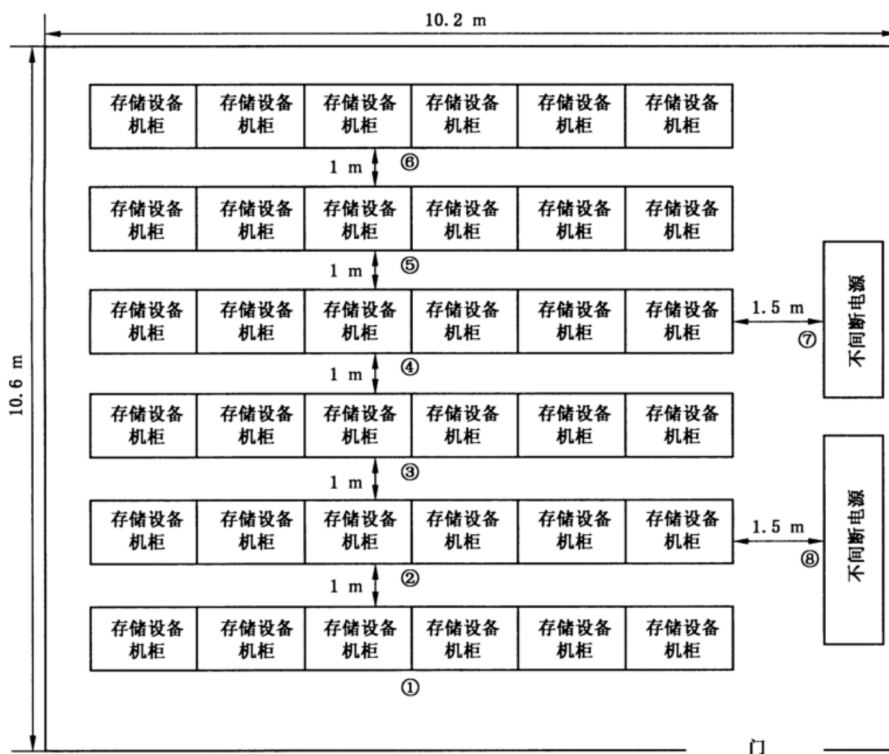 10.2 m
10.6 m
存储设备 存储设备 存储设备 存储设备 存储设备 存储设备
机柜 机柜 机柜 机柜 机柜 机柜
1 m ⑥
存储设备 存储设备 存储设备 存储设备 存储设备 存储设备
机柜 机柜 机柜 机柜 机柜 机柜
1 m ⑤
存储设备 存储设备 存储设备 存储设备 存储设备 存储设备
机柜 机柜 机柜 机柜 机柜 机柜
1.5 m
⑦
不间断电源
1 m ④
存储设备 存储设备 存储设备 存储设备 存储设备 存储设备
机柜 机柜 机柜 机柜 机柜 机柜
1 m ③
存储设备 存储设备 存储设备 存储设备 存储设备 存储设备
机柜 机柜 机柜 机柜 机柜 机柜
1.5 m
⑧
不间断电源
1 m ②
存储设备 存储设备 存储设备 存储设备 存储设备 存储设备
机柜 机柜 机柜 机柜 机柜 机柜
①
门